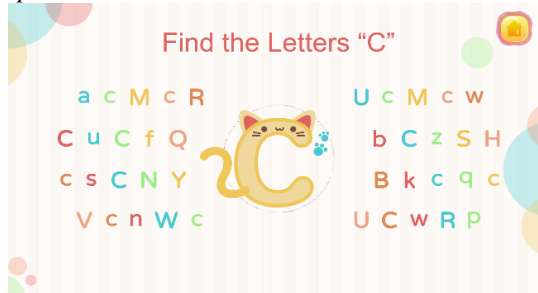 Find the Letters “C”
a c M c R
C u C f Q
c s C N Y
V c n W c
C
U c M c w
b C z S H
B k c q c
U C w R p